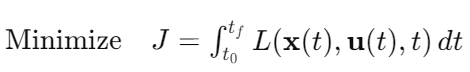 Minimize J = ∫_{t_0}^{t_f} L(𝐱(t), 𝐮(t), t) dt